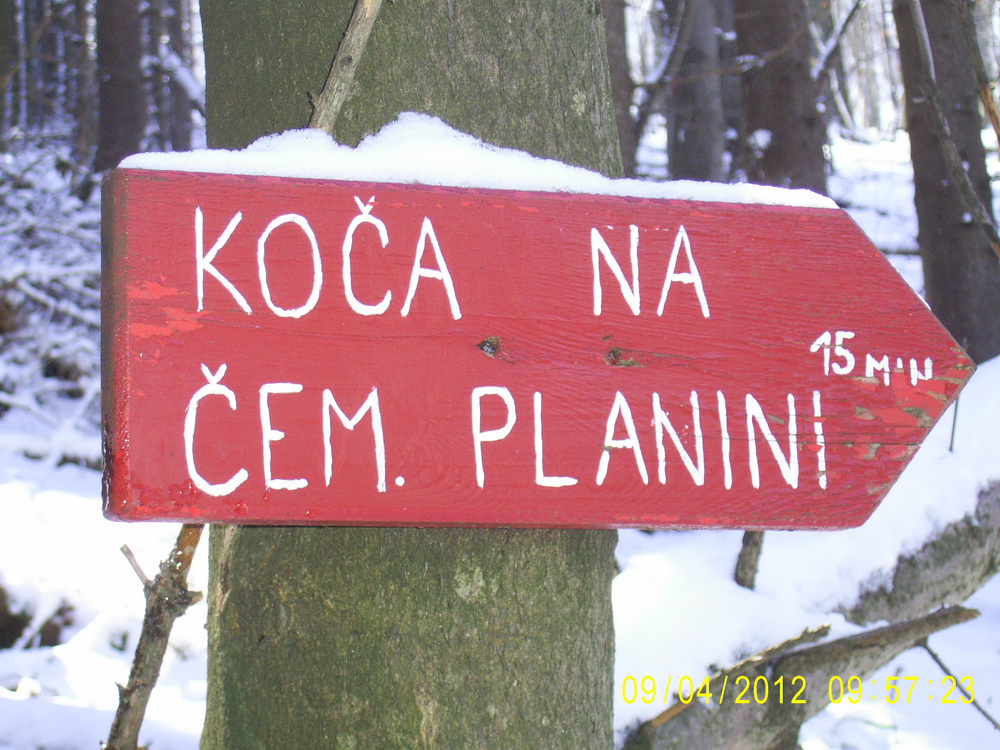 KOČA NA
15 MIN
ČEM. PLANINI
09/04/2012 09:57:23